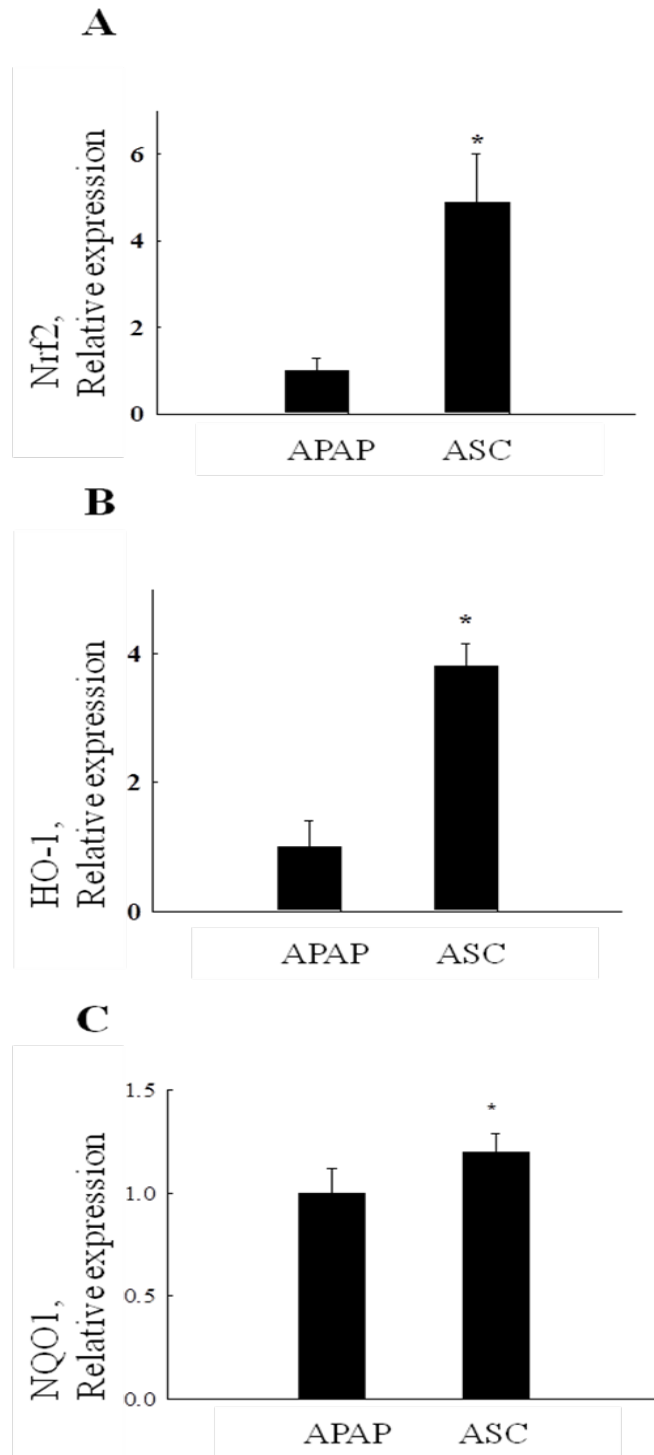 A
Nrf2,
Relative expression
6
4
2
0
*
APAP ASC
B
HO-1,
Relative expression
4
2
0
*
APAP ASC
C
NQO1,
Relative expression
1.5
1.0
0.5
0.0
*
APAP ASC